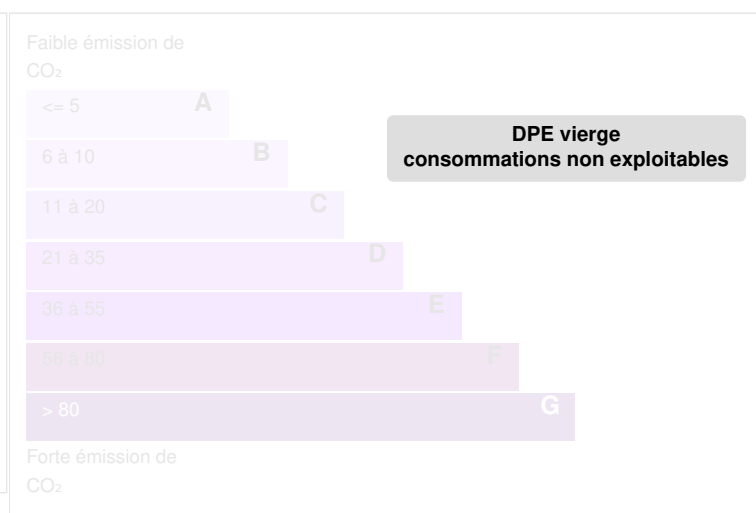 Faible émission de
CO₂
<= 5 A
DPE vierge
consommations non exploitables
6 à 10 B
11 à 20 C
21 à 35 D
36 à 55 E
56 à 80 F
> 80 G
Forte émission de
CO₂